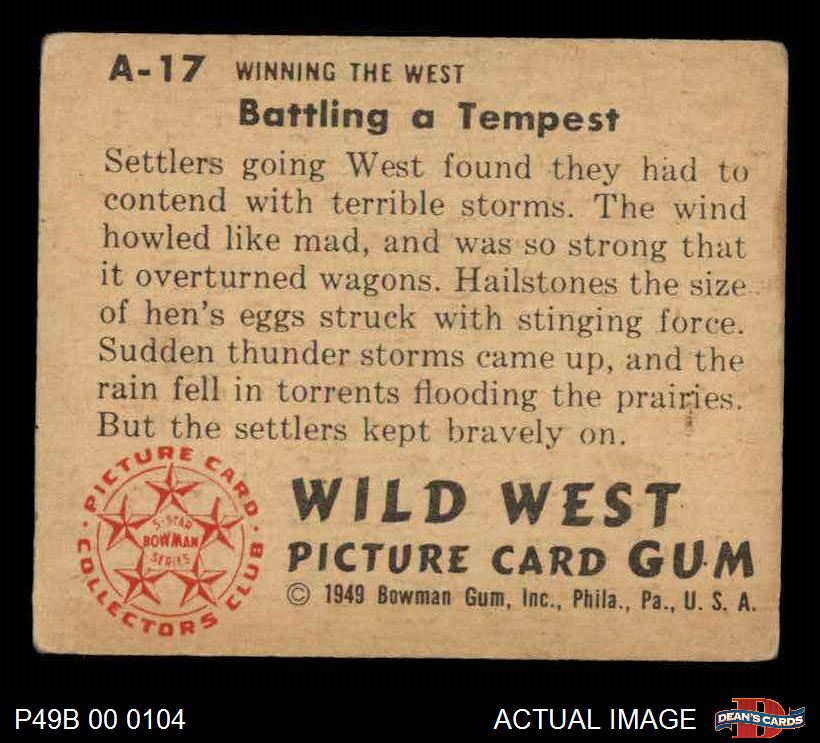 A-17 WINNING THE WEST
Battling a Tempest
Settlers going West found they had to
contend with terrible storms. The wind
howled like mad, and was so strong that
it overturned wagons. Hailstones the size
of hen's eggs struck with stinging force.
Sudden thunder storms came up, and the
rain fell in torrents flooding the prairies.
But the settlers kept bravely on.
PICTURE CARD
COLLECTORS CLUB
5-STAR
BOWMAN
SERIES
WILD WEST
PICTURE CARD GUM
© 1949 Bowman Gum, Inc., Phila., Pa., U. S. A.
P49B 00 0104
ACTUAL IMAGE
D
DEAN'S CARDS